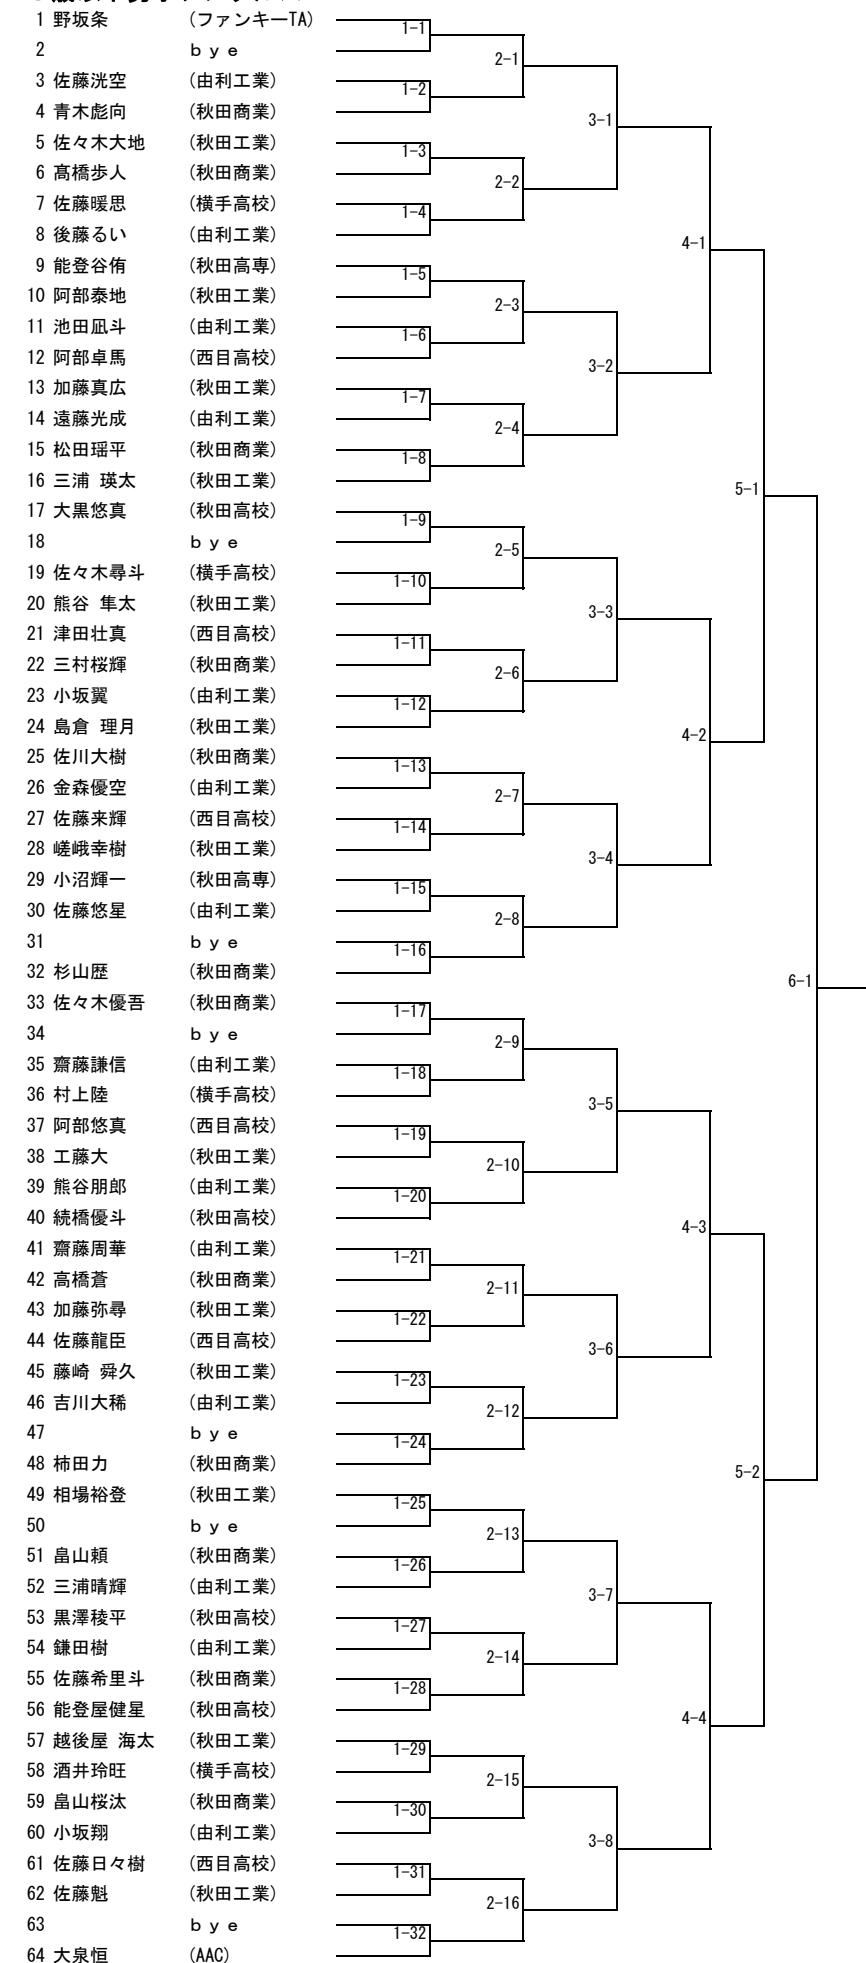 1 野坂条 (ファンキーTA)
1-1
2 ｂｙｅ
2-1
3 佐藤洸空 (由利工業)
1-2
4 青木彪向 (秋田商業)
3-1
5 佐々木大地 (秋田工業)
1-3
6 髙橋歩人 (秋田商業)
2-2
7 佐藤暖思 (横手高校)
1-4
8 後藤るい (由利工業)
4-1
9 能登谷侑 (秋田高専)
1-5
10 阿部泰地 (秋田工業)
2-3
11 池田凪斗 (由利工業)
1-6
12 阿部卓馬 (西目高校)
3-2
13 加藤真広 (秋田工業)
1-7
14 遠藤光成 (由利工業)
2-4
15 松田瑶平 (秋田商業)
1-8
16 三浦 瑛太 (秋田工業)
5-1
17 大黒悠真 (秋田高校)
1-9
18 ｂｙｅ
2-5
19 佐々木尋斗 (横手高校)
1-10
20 熊谷 隼太 (秋田工業)
3-3
21 津田壮真 (西目高校)
1-11
22 三村桜輝 (秋田商業)
2-6
23 小坂翼 (由利工業)
1-12
24 島倉 理月 (秋田工業)
4-2
25 佐川大樹 (秋田商業)
1-13
26 金森優空 (由利工業)
2-7
27 佐藤来輝 (西目高校)
1-14
28 嵯峨幸樹 (秋田工業)
3-4
29 小沼輝一 (秋田高専)
1-15
30 佐藤悠星 (由利工業)
2-8
31 ｂｙｅ
1-16
32 杉山歴 (秋田商業)
6-1
33 佐々木優吾 (秋田商業)
1-17
34 ｂｙｅ
2-9
35 齋藤謙信 (由利工業)
1-18
36 村上陸 (横手高校)
3-5
37 阿部悠真 (西目高校)
1-19
38 工藤大 (秋田工業)
2-10
39 熊谷朋郎 (由利工業)
1-20
40 続橋優斗 (秋田高校)
4-3
41 齋藤周華 (由利工業)
1-21
42 高橋蒼 (秋田商業)
2-11
43 加藤弥尋 (秋田工業)
1-22
44 佐藤龍臣 (西目高校)
3-6
45 藤崎 舜久 (秋田工業)
1-23
46 吉川大稀 (由利工業)
2-12
47 ｂｙｅ
1-24
48 柿田力 (秋田商業)
5-2
49 相場裕登 (秋田工業)
1-25
50 ｂｙｅ
2-13
51 畠山頼 (秋田商業)
1-26
52 三浦晴輝 (由利工業)
3-7
53 黒澤稜平 (秋田高校)
1-27
54 鎌田樹 (由利工業)
2-14
55 佐藤希里斗 (秋田商業)
1-28
56 能登屋健星 (秋田高校)
4-4
57 越後屋 海太 (秋田工業)
1-29
58 酒井玲旺 (横手高校)
2-15
59 畠山桜汰 (秋田商業)
1-30
60 小坂翔 (由利工業)
3-8
61 佐藤日々樹 (西目高校)
1-31
62 佐藤魁 (秋田工業)
2-16
63 ｂｙｅ
1-32
64 大泉恒 (AAC)